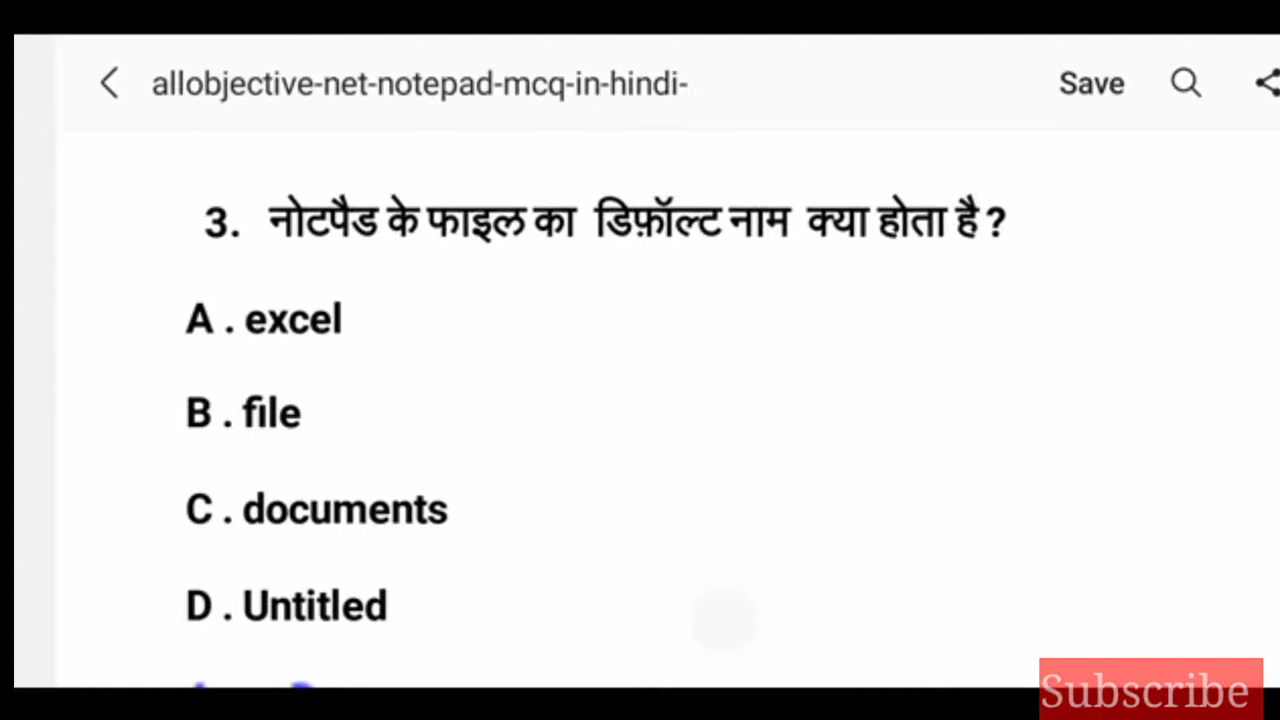 allobjective-net-notepad-mcq-in-hindi-
Save
3. नोटपैड के फाइल का डिफ़ॉल्ट नाम क्या होता है ?
A . excel
B . file
C . documents
D . Untitled
Subscribe